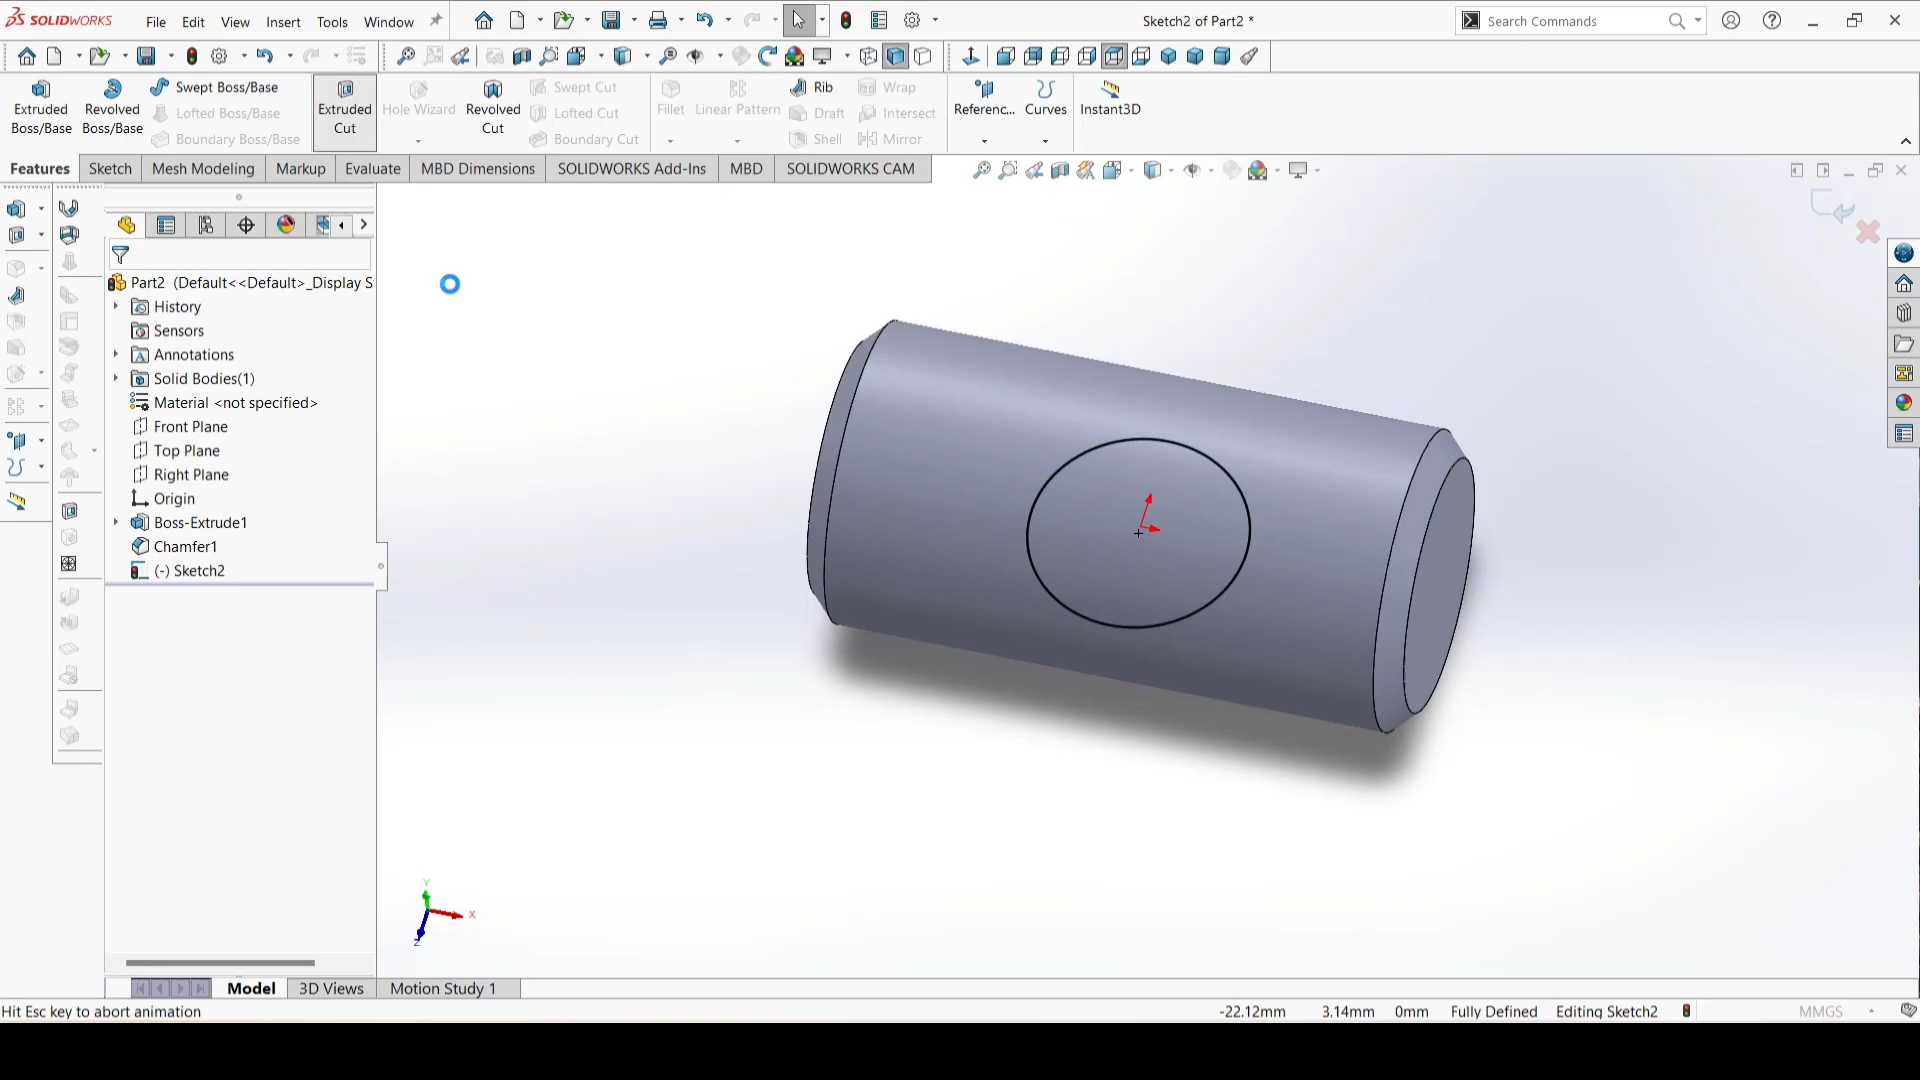 SOLIDWORKS File Edit View Insert Tools Window Sketch2 of Part2 * Search Commands
Extruded Boss/Base
Revolved Boss/Base
Swept Boss/Base
Lofted Boss/Base
Boundary Boss/Base
Extruded Cut
Hole Wizard
Revolved Cut
Swept Cut
Lofted Cut
Boundary Cut
Fillet
Linear Pattern
Rib
Draft
Shell
Wrap
Intersect
Mirror
Referenc...
Curves
Instant3D
Features Sketch Mesh Modeling Markup Evaluate MBD Dimensions SOLIDWORKS Add-Ins MBD SOLIDWORKS CAM
Part2 (Default<<Default>_Display S
History
Sensors
Annotations
Solid Bodies(1)
Material <not specified>
Front Plane
Top Plane
Right Plane
Origin
Boss-Extrude1
Chamfer1
(-) Sketch2
Y
X
Z
Model 3D Views Motion Study 1
Hit Esc key to abort animation -22.12mm 3.14mm 0mm Fully Defined Editing Sketch2 MMGS